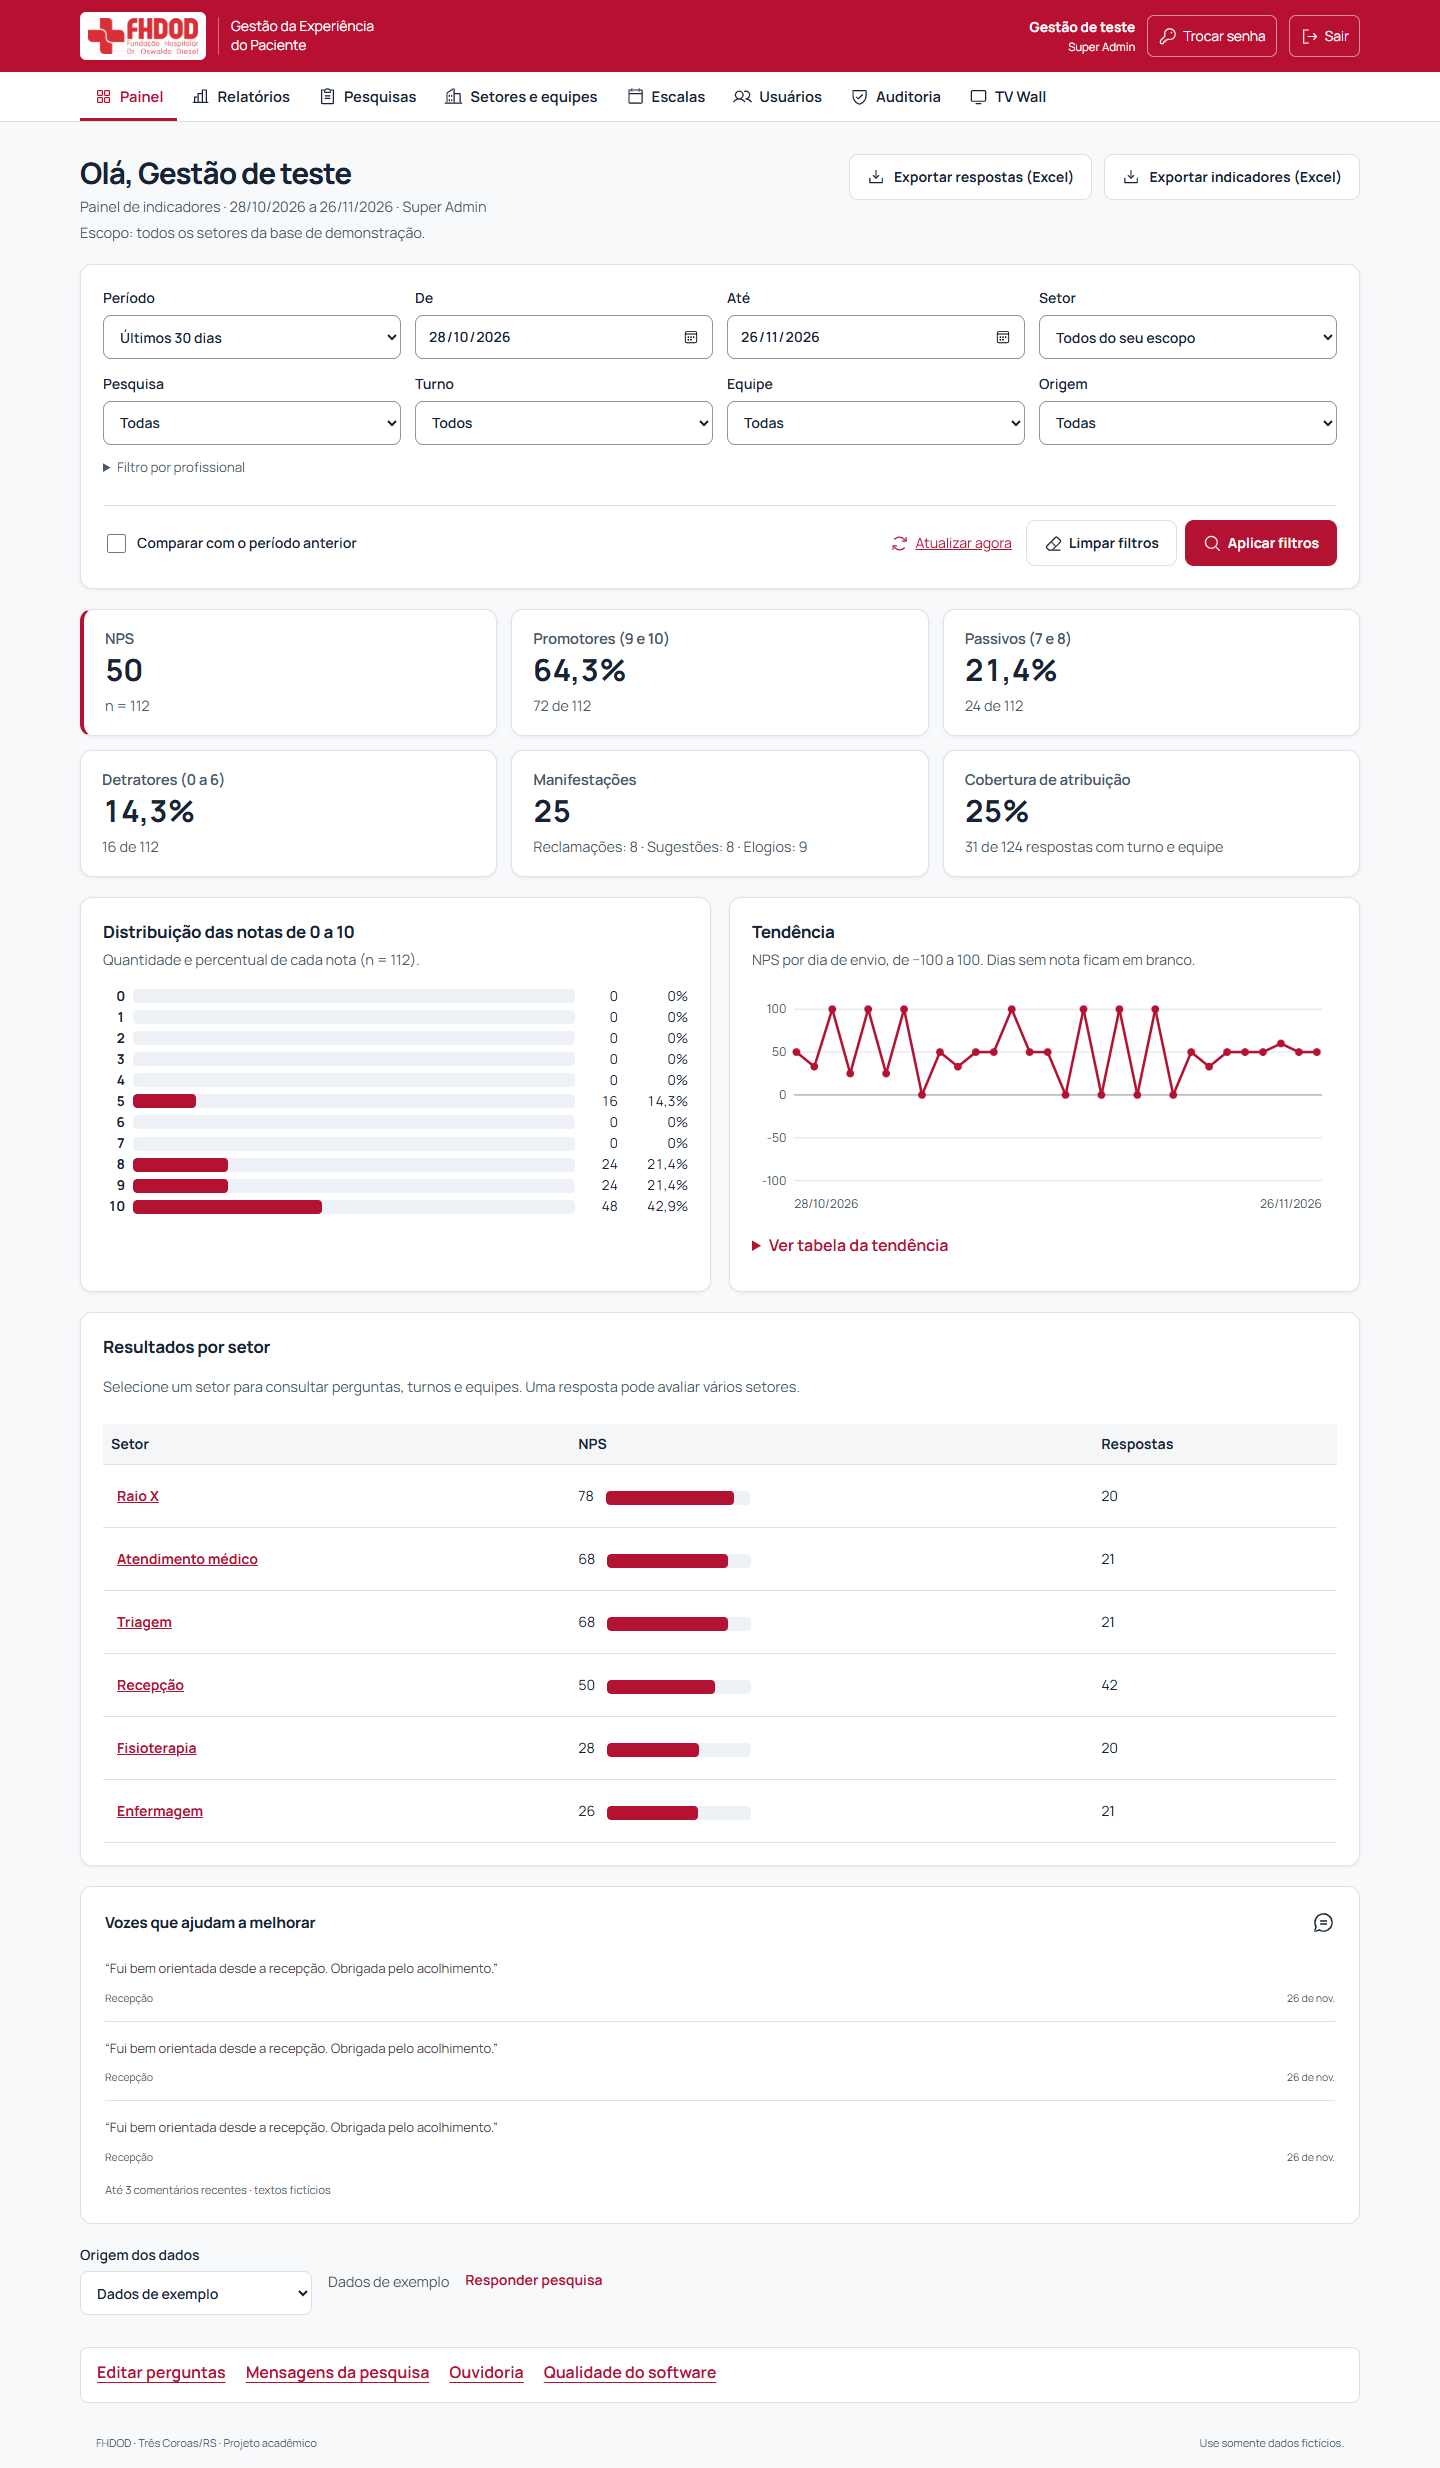 FHDOD
Fundação Hospitalar
Dr. Oswaldo Diesel
Gestão da Experiência
do Paciente
Gestão de teste
Super Admin
Trocar senha
Sair
Painel
Relatórios
Pesquisas
Setores e equipes
Escalas
Usuários
Auditoria
TV Wall
Olá, Gestão de teste
Painel de indicadores · 28/10/2026 a 26/11/2026 · Super Admin
Escopo: todos os setores da base de demonstração.
Exportar respostas (Excel)
Exportar indicadores (Excel)
Período
De
Até
Setor
Últimos 30 dias
28/10/2026
26/11/2026
Todos do seu escopo
Pesquisa
Turno
Equipe
Origem
Todas
Todos
Todas
Todas
Filtro por profissional
Comparar com o período anterior
Atualizar agora
Limpar filtros
Aplicar filtros
NPS
50
n = 112
Promotores (9 e 10)
64,3%
72 de 112
Passivos (7 e 8)
21,4%
24 de 112
Detratores (0 a 6)
14,3%
16 de 112
Manifestações
25
Reclamações: 8 · Sugestões: 8 · Elogios: 9
Cobertura de atribuição
25%
31 de 124 respostas com turno e equipe
Distribuição das notas de 0 a 10
Quantidade e percentual de cada nota (n = 112).
0 0 0%
1 0 0%
2 0 0%
3 0 0%
4 0 0%
5 16 14,3%
6 0 0%
7 0 0%
8 24 21,4%
9 24 21,4%
10 48 42,9%
Tendência
NPS por dia de envio, de −100 a 100. Dias sem nota ficam em branco.
100
50
0
-50
-100
28/10/2026
26/11/2026
Ver tabela da tendência
Resultados por setor
Selecione um setor para consultar perguntas, turnos e equipes. Uma resposta pode avaliar vários setores.
Setor NPS Respostas
Raio X 78 20
Atendimento médico 68 21
Triagem 68 21
Recepção 50 42
Fisioterapia 28 20
Enfermagem 26 21
Vozes que ajudam a melhorar
“Fui bem orientada desde a recepção. Obrigada pelo acolhimento.”
Recepção 26 de nov.
“Fui bem orientada desde a recepção. Obrigada pelo acolhimento.”
Recepção 26 de nov.
“Fui bem orientada desde a recepção. Obrigada pelo acolhimento.”
Recepção 26 de nov.
Até 3 comentários recentes · textos fictícios
Origem dos dados
Dados de exemplo
Dados de exemplo
Responder pesquisa
Editar perguntas
Mensagens da pesquisa
Ouvidoria
Qualidade do software
FHDOD · Três Coroas/RS · Projeto acadêmico
Use somente dados fictícios.